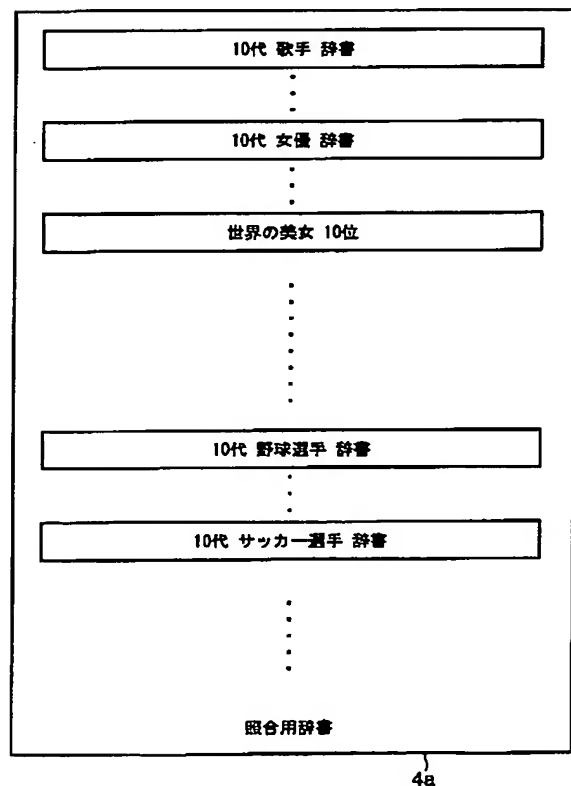 10代 歌手 辞書
10代 女優 辞書
世界の美女 10位
10代 野球選手 辞書
10代 サッカー選手 辞書
照合用辞書
4a